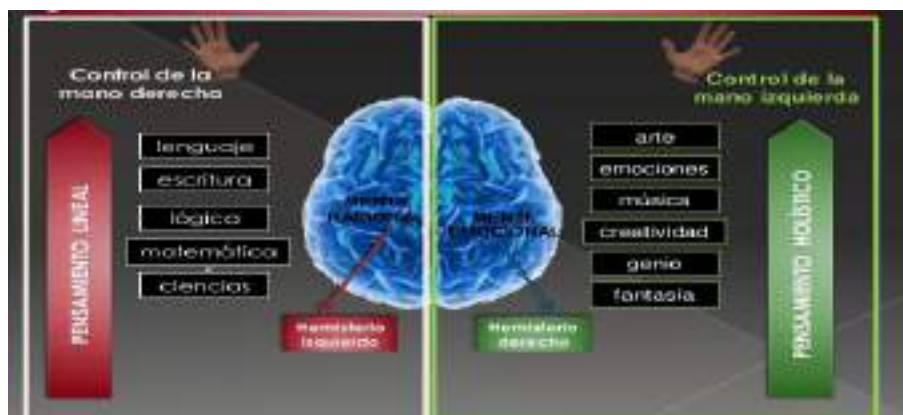 Control de la
mano derecha
PENSAMIENTO LINEAL
lenguaje
escritura
lógica
matemática
ciencias
MENTE
Hemisferio
izquierdo
Control de la
mano izquierda
arte
emociones
música
creatividad
genio
fantasía
MENTE
EMOCIONAL
Hemisferio
derecho
PENSAMIENTO HOLÍSTICO